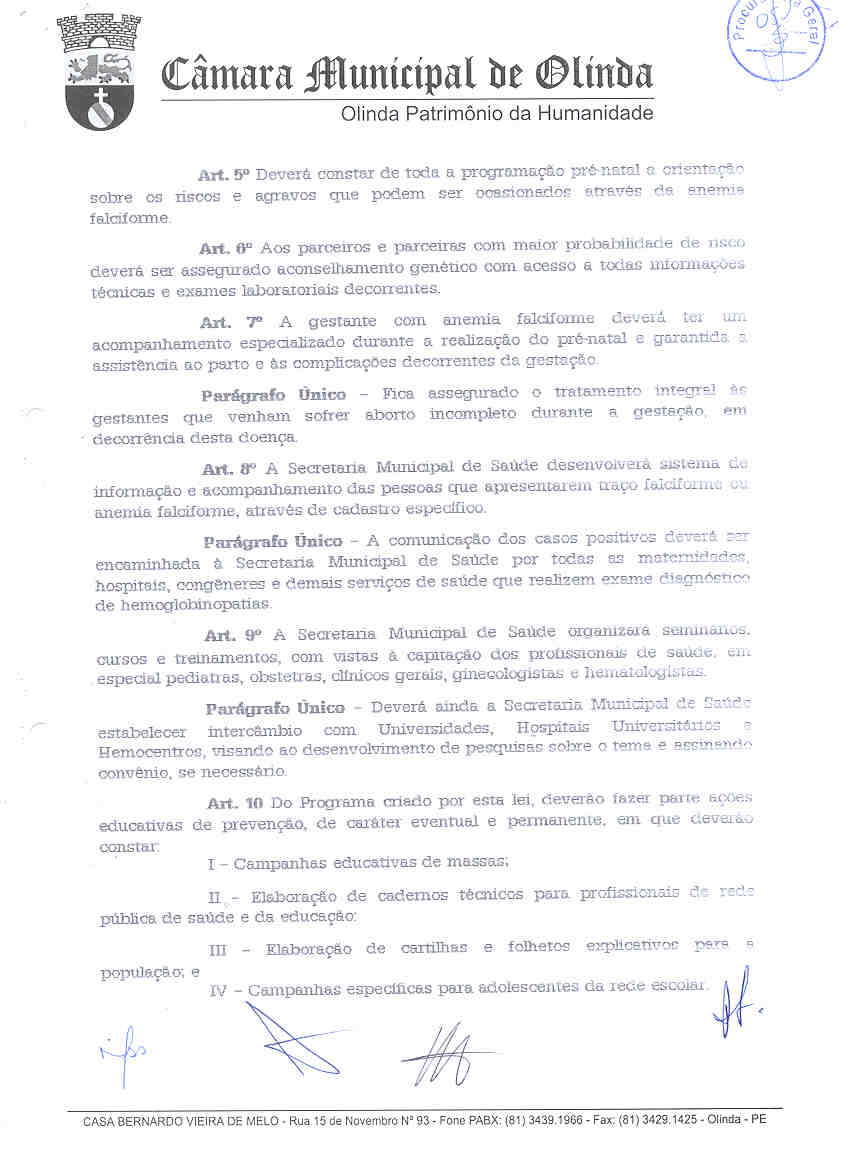 Procuradoria Geral
05
Câmara Municipal de Olinda
Olinda Patrimônio da Humanidade
Art. 5º Deverá constar de toda a programação pré-natal a orientação
sobre os riscos e agravos que podem ser ocasionados através da anemia
falciforme.
Art. 6º Aos parceiros e parceiras com maior probabilidade de risco
deverá ser assegurado aconselhamento genético com acesso a todas informações
técnicas e exames laboratoriais decorrentes.
Art. 7º A gestante com anemia falciforme deverá ter um
acompanhamento especializado durante a realização do pré-natal e garantida a
assistência ao parto e às complicações decorrentes da gestação.
Parágrafo Único – Fica assegurado o tratamento integral às
gestantes que venham sofrer aborto incompleto durante a gestação, em
decorrência desta doença.
Art. 8º A Secretaria Municipal de Saúde desenvolverá sistema de
informação e acompanhamento das pessoas que apresentarem traço falciforme ou
anemia falciforme, através de cadastro específico.
Parágrafo Único – A comunicação dos casos positivos deverá ser
encaminhada à Secretaria Municipal de Saúde por todas as maternidades,
hospitais, congêneres e demais serviços de saúde que realizem exame diagnóstico
de hemoglobinopatias.
Art. 9º A Secretaria Municipal de Saúde organizará seminários,
cursos e treinamentos, com vistas à capitação dos profissionais de saúde, em
especial pediatras, obstetras, clínicos gerais, ginecologistas e hematologistas.
Parágrafo Único – Deverá ainda a Secretaria Municipal de Saúde
estabelecer intercâmbio com Universidades, Hospitais Universitários e
Hemocentros, visando ao desenvolvimento de pesquisas sobre o tema e assinando
convênio, se necessário.
Art. 10 Do Programa criado por esta lei, deverão fazer parte ações
educativas de prevenção, de caráter eventual e permanente, em que deverão
constar:
I – Campanhas educativas de massas;
II – Elaboração de cadernos técnicos para profissionais de rede
pública de saúde e da educação:
III – Elaboração de cartilhas e folhetos explicativos para a
população; e
IV – Campanhas específicas para adolescentes da rede escolar.
CASA BERNARDO VIEIRA DE MELO - Rua 15 de Novembro Nº 93 - Fone PABX: (81) 3439.1966 - Fax: (81) 3429.1425 - Olinda - PE